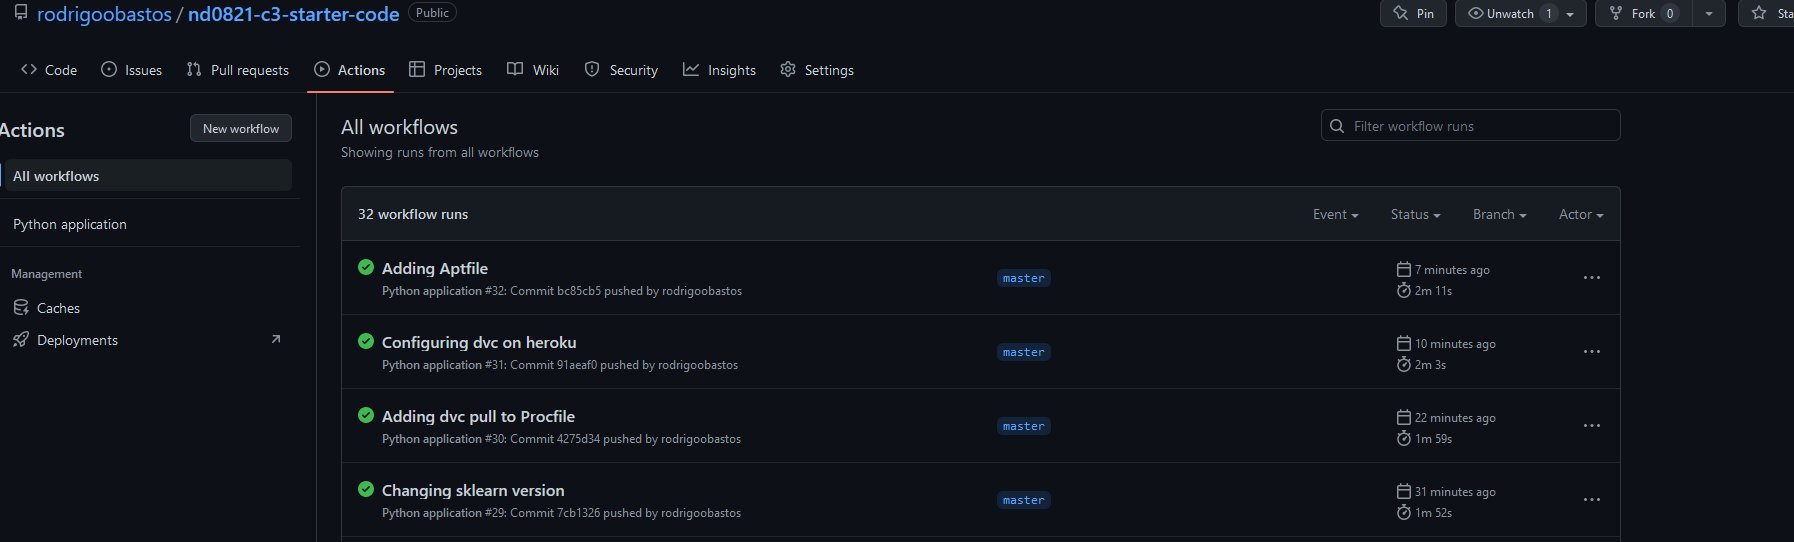 rodrigoobastos / nd0821-c3-starter-code Public
Pin Unwatch 1 Fork 0 Sta
Code Issues Pull requests Actions Projects Wiki Security Insights Settings
Actions New workflow
All workflows
Python application
Management
Caches
Deployments
All workflows
Showing runs from all workflows
Filter workflow runs
32 workflow runs Event Status Branch Actor
Adding Aptfile
Python application #32: Commit bc85cb5 pushed by rodrigoobastos
master
7 minutes ago
2m 11s
Configuring dvc on heroku
Python application #31: Commit 91aeaf0 pushed by rodrigoobastos
master
10 minutes ago
2m 3s
Adding dvc pull to Procfile
Python application #30: Commit 4275d34 pushed by rodrigoobastos
master
22 minutes ago
1m 59s
Changing sklearn version
Python application #29: Commit 7cb1326 pushed by rodrigoobastos
master
31 minutes ago
1m 52s